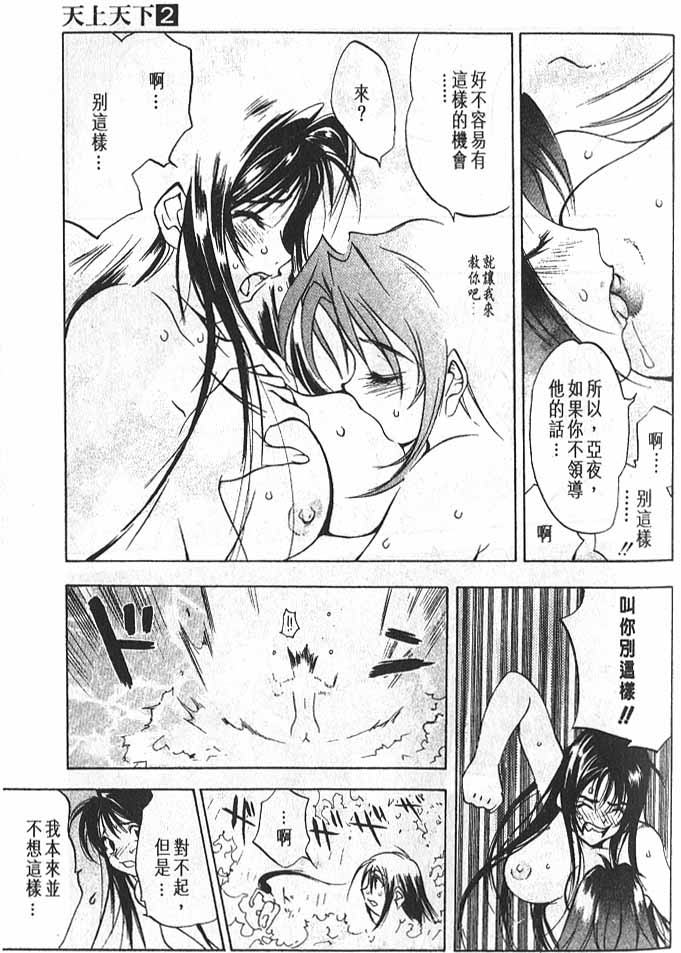 天上天下2
所以，亞夜，
如果你不領導
他的話…
啊…
别這樣
……!!
啊
好不容易有
這樣的機會
……
就讓我來
教你吧…
來？
啊…
别這樣…
叫你別這樣!!
!!
ド
…啊
對不起，
但是…
我本來並
不想這樣…